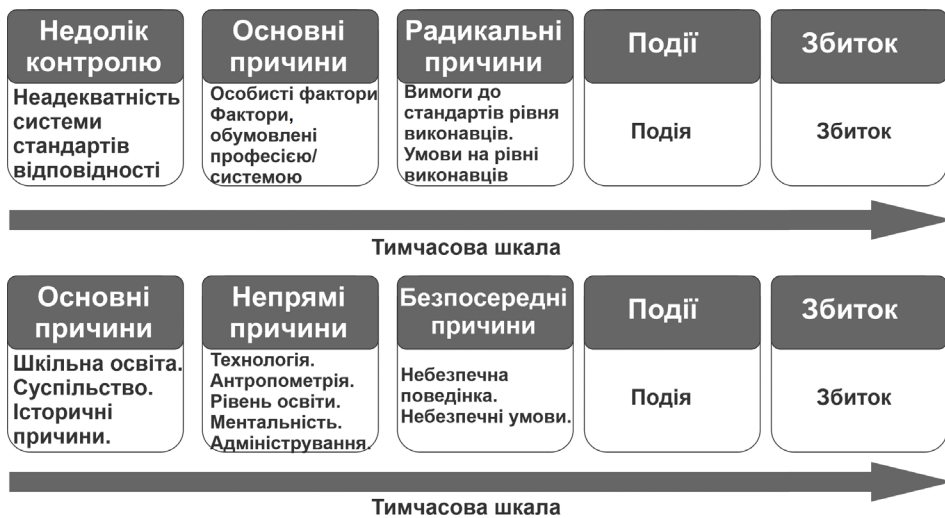 Недолік
контролю
Основні
причини
Радикальні
причини
Події
Збиток
Неадекватність
системи
стандартів
відповідності
Особисті фактори
Фактори,
обумовлені
професією/
системою
Вимоги до
стандартів рівня
виконавців.
Умови на рівні
виконавців
Подія
Збиток
Тимчасова шкала
Основні
причини
Непрямі
причини
Безпосередні
причини
Події
Збиток
Шкільна освіта.
Суспільство.
Історичні
причини.
Технологія.
Антропометрія.
Рівень освіти.
Ментальність.
Адміністрування.
Небезпечна
поведінка.
Небезпечні умови.
Подія
Збиток
Тимчасова шкала